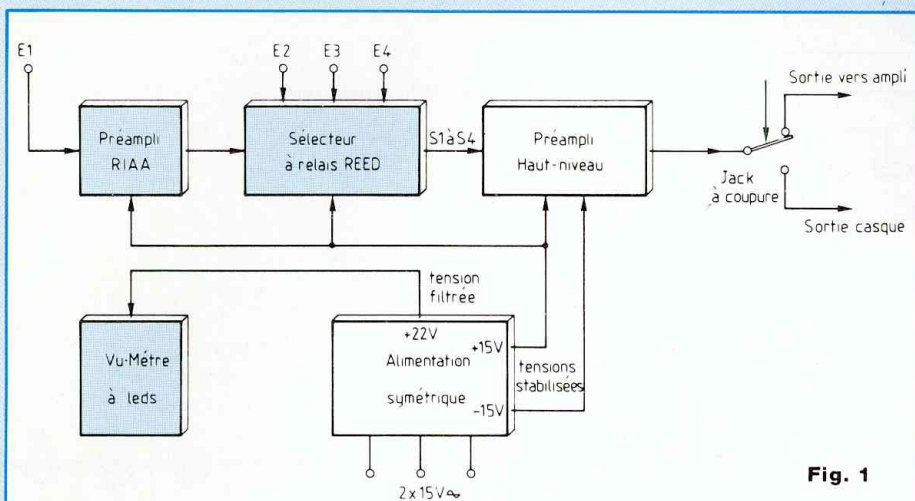 E1
E2
E3
E4
Préampli
RIAA
Sélecteur
à relais REED
S1 à S4
Préampli
Haut-niveau
Sortie vers ampli
Jack
à coupure
Sortie casque
tension
filtrée
Vu-Métre
à leds
+22V
+15V
Alimentation
symétrique
-15V
tensions
stabilisées
2x15V~
Fig. 1